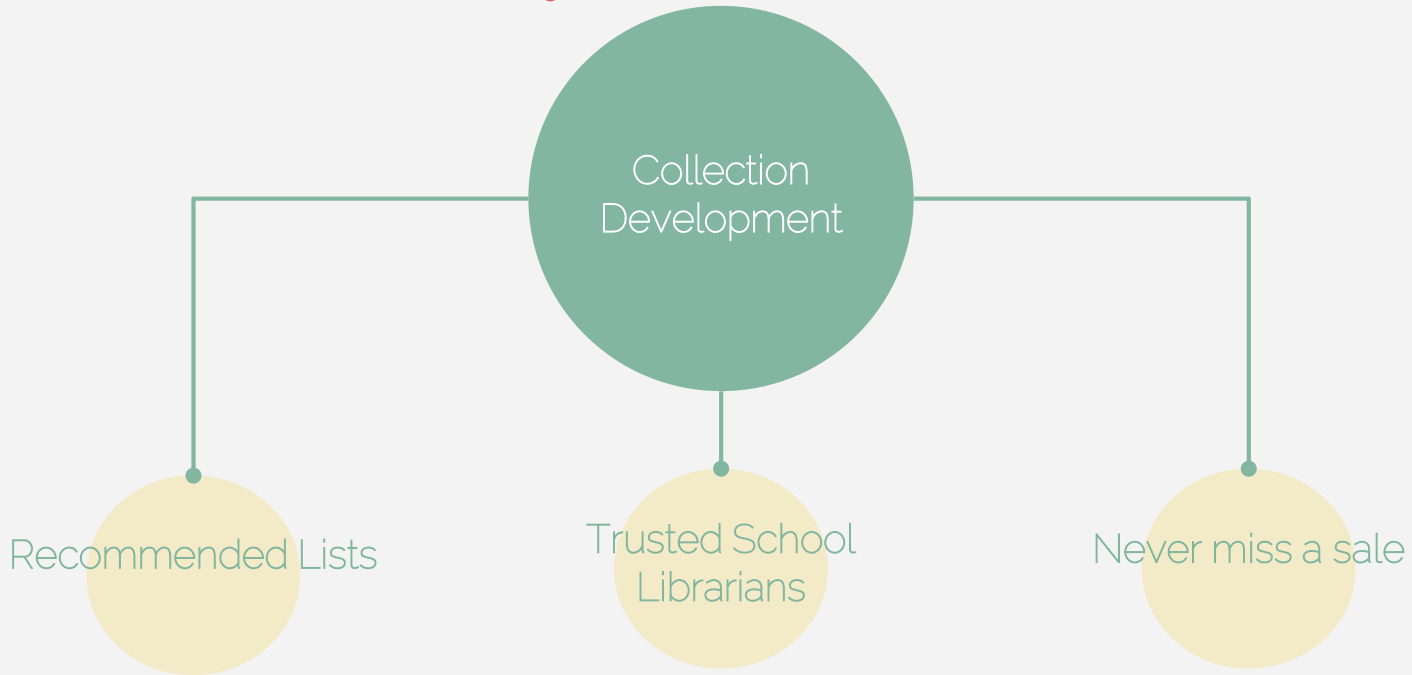 Collection
Development
Recommended Lists
Trusted School
Librarians
Never miss a sale